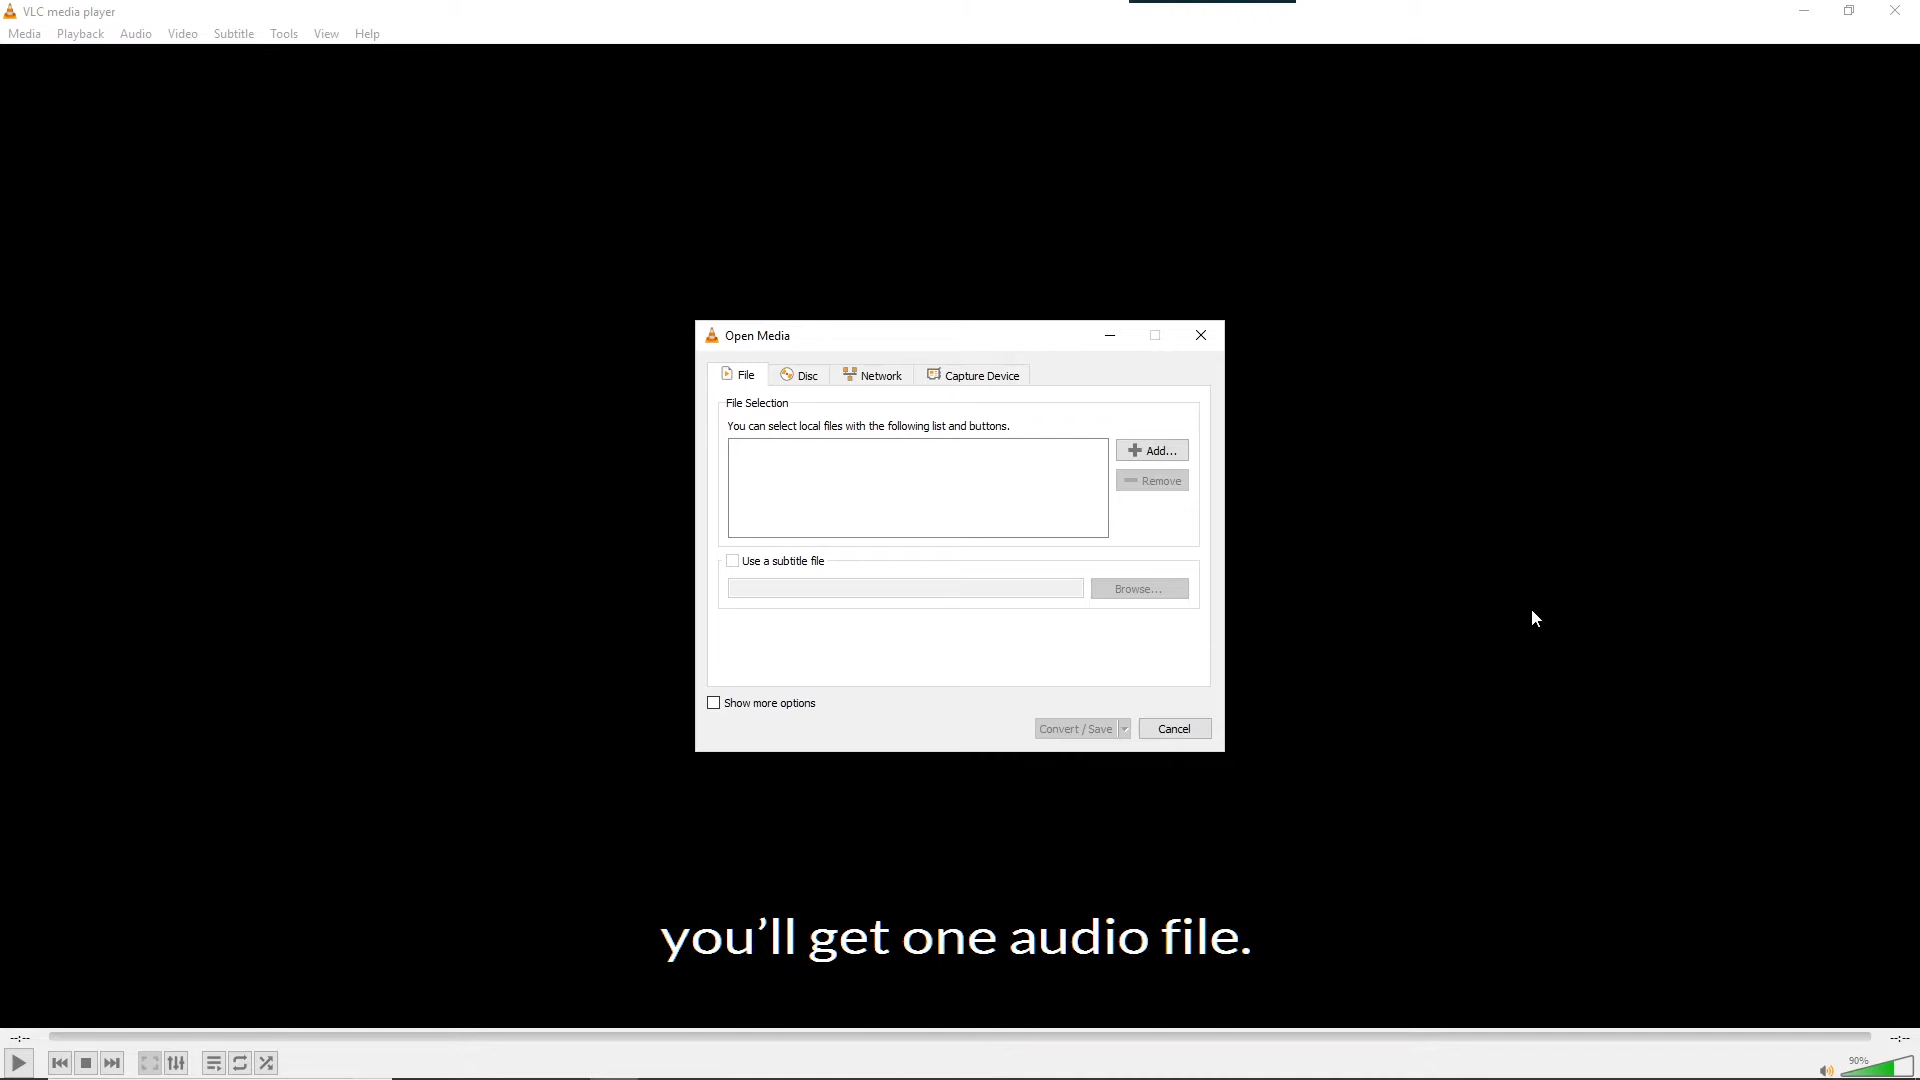 VLC media player
Media Playback Audio Video Subtitle Tools View Help
Open Media
File Disc Network Capture Device
File Selection
You can select local files with the following list and buttons.
Add...
Remove
Use a subtitle file
Browse...
Show more options
Convert / Save Cancel
you’ll get one audio file.
--:-- --:--
90%